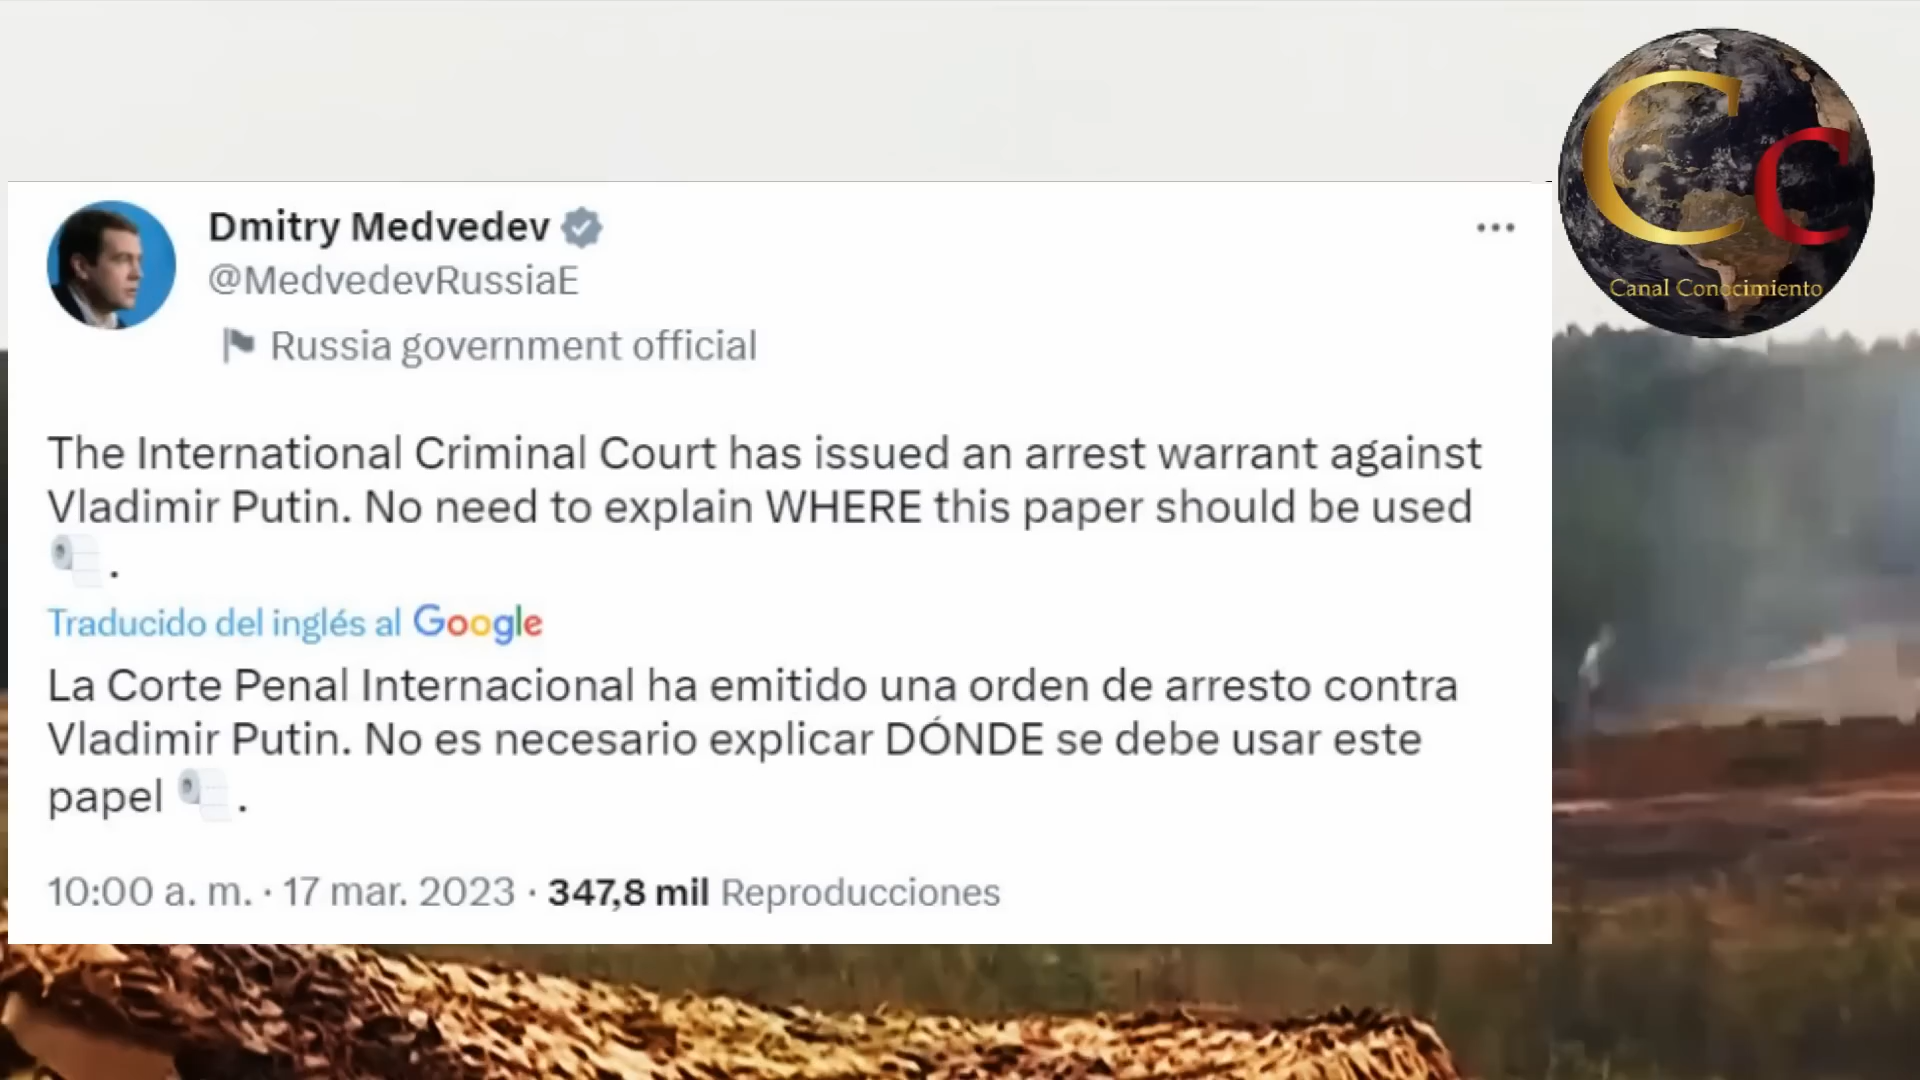 Dmitry Medvedev
@MedvedevRussiaE
Russia government official
The International Criminal Court has issued an arrest warrant against
Vladimir Putin. No need to explain WHERE this paper should be used
🧻.
Traducido del inglés al Google
La Corte Penal Internacional ha emitido una orden de arresto contra
Vladimir Putin. No es necesario explicar DÓNDE se debe usar este
papel 🧻.
10:00 a. m. · 17 mar. 2023 · 347,8 mil Reproducciones
Cc
Canal Conocimiento